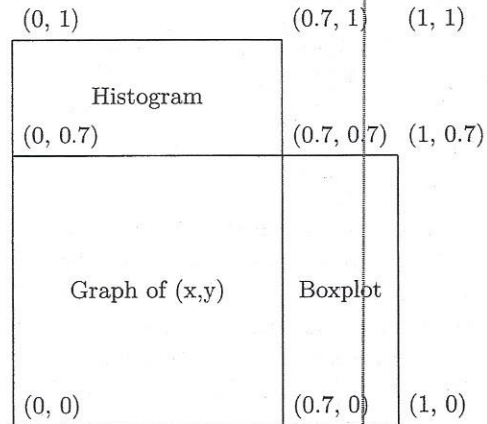 (0, 1) (0.7, 1) (1, 1)
Histogram
(0, 0.7) (0.7, 0.7) (1, 0.7)
Graph of (x,y) Boxplot
(0, 0) (0.7, 0) (1, 0)